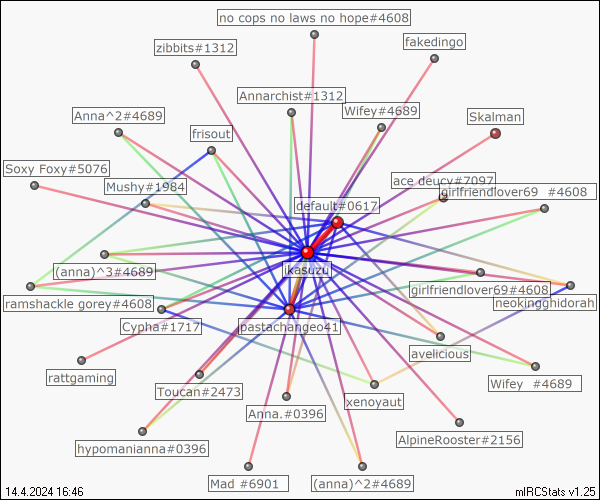 no cops no laws no hope#4608
zibbits#1312
fakedingo
Annarchist#1312
Anna^2#4689
Wifey#4689
Skalman
frisout
Soxy Foxy#5076
Mushy#1984
ace deucy#7097
girlfriendlover69   #4608
default#0617
ikasuzu
(anna)^3#4689
girlfriendlover69#4608
ramshackle gorey#4608
neokingghidorah
Cypha#1717
pastachangeo41
avelicious
rattgaming
Toucan#2473
Wifey   #4689
xenoyaut
Anna.#0396
AlpineRooster#2156
hypomanianna#0396
Mad #6901
(anna)^2#4689
14.4.2024 16:46
mIRCStats v1.25